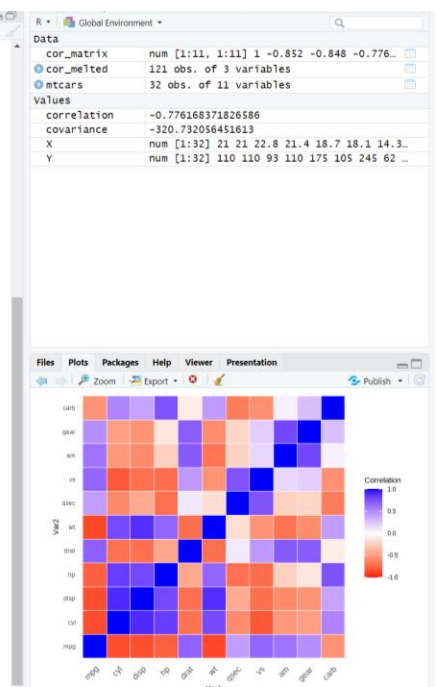 R Global Environment
Data
cor_matrix num [1:11, 1:11] 1 -0.852 -0.848 -0.776…
cor_melted 121 obs. of 3 variables
mtcars 32 obs. of 11 variables
Values
correlation -0.776168371826586
covariance -320.732056451613
X num [1:32] 21 21 22.8 21.4 18.7 18.1 14.3…
Y num [1:32] 110 110 93 110 175 105 245 62 …
Files Plots Packages Help Viewer Presentation
Zoom Export Publish
carb
gear
am
vs
qsec
wt
drat
hp
disp
cyl
mpg
Var2
Correlation
1.0
0.5
0.0
-0.5
-1.0
mpg cyl disp hp drat wt qsec vs am gear carb